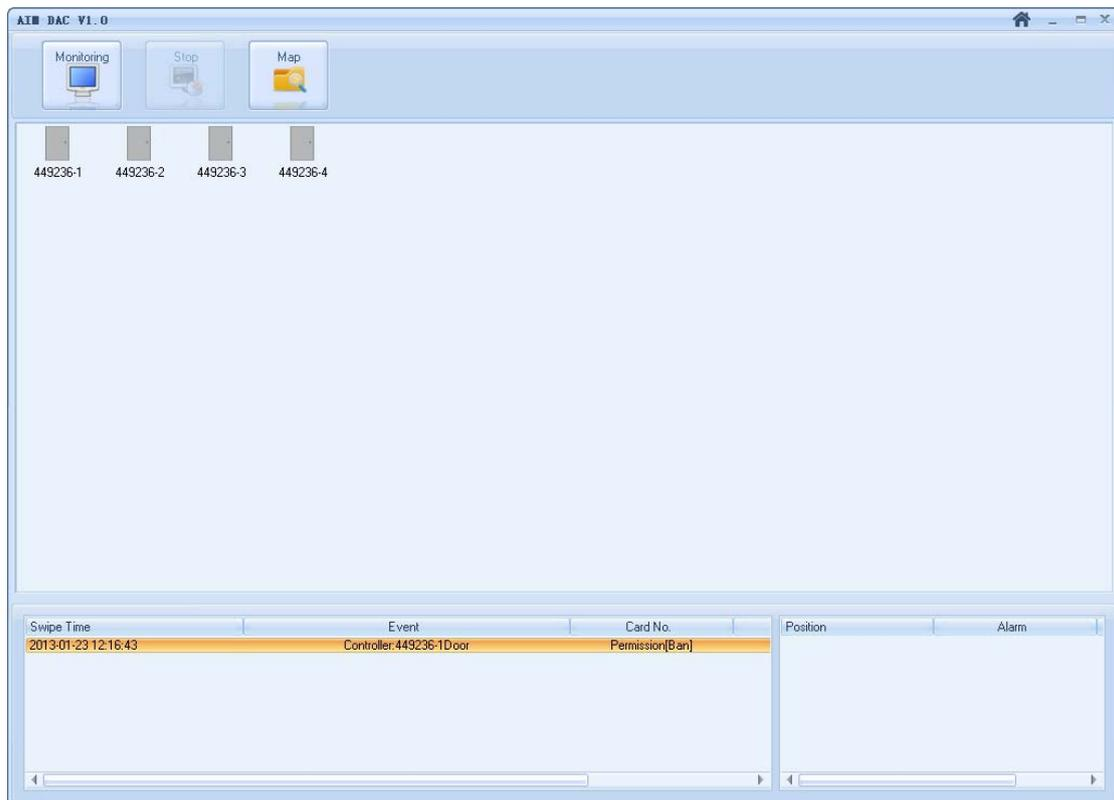 AIM DAC V1.0
Monitoring Stop Map
449236-1 449236-2 449236-3 449236-4
Swipe Time Event Card No. Position Alarm
2013-01-23 12:16:43 Controller:449236-1Door Permission[Ban]